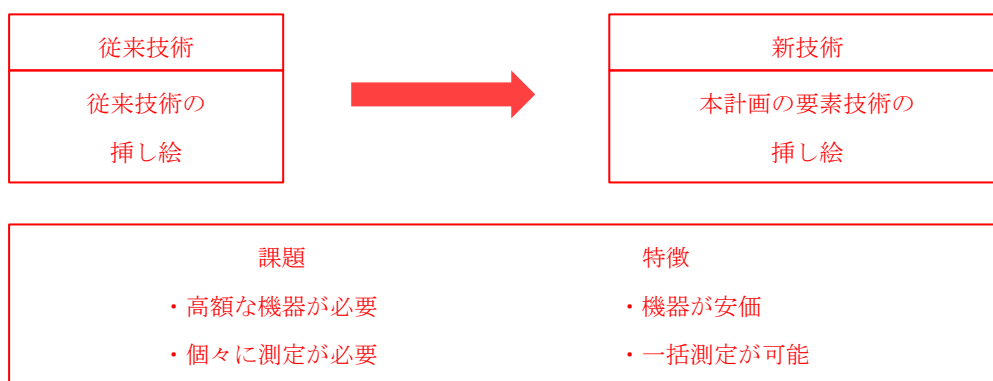 従来技術
従来技術の
挿し絵
新技術
本計画の要素技術の
挿し絵
課題
・高額な機器が必要
・個々に測定が必要
特徴
・機器が安価
・一括測定が可能